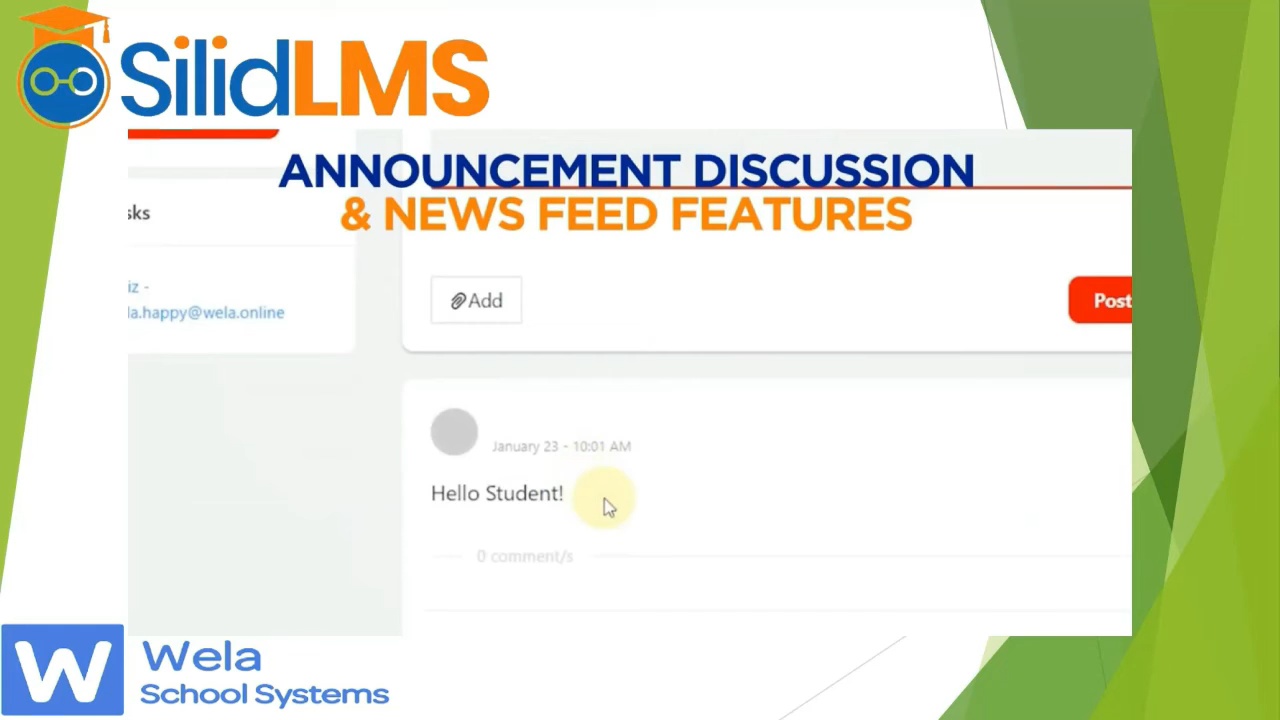 SilidLMS
ANNOUNCEMENT DISCUSSION
& NEWS FEED FEATURES
sks
iz -
la.happy@wela.online
Add
Post
January 23 - 10:01 AM
Hello Student!
0 comment/s
W
Wela
School Systems